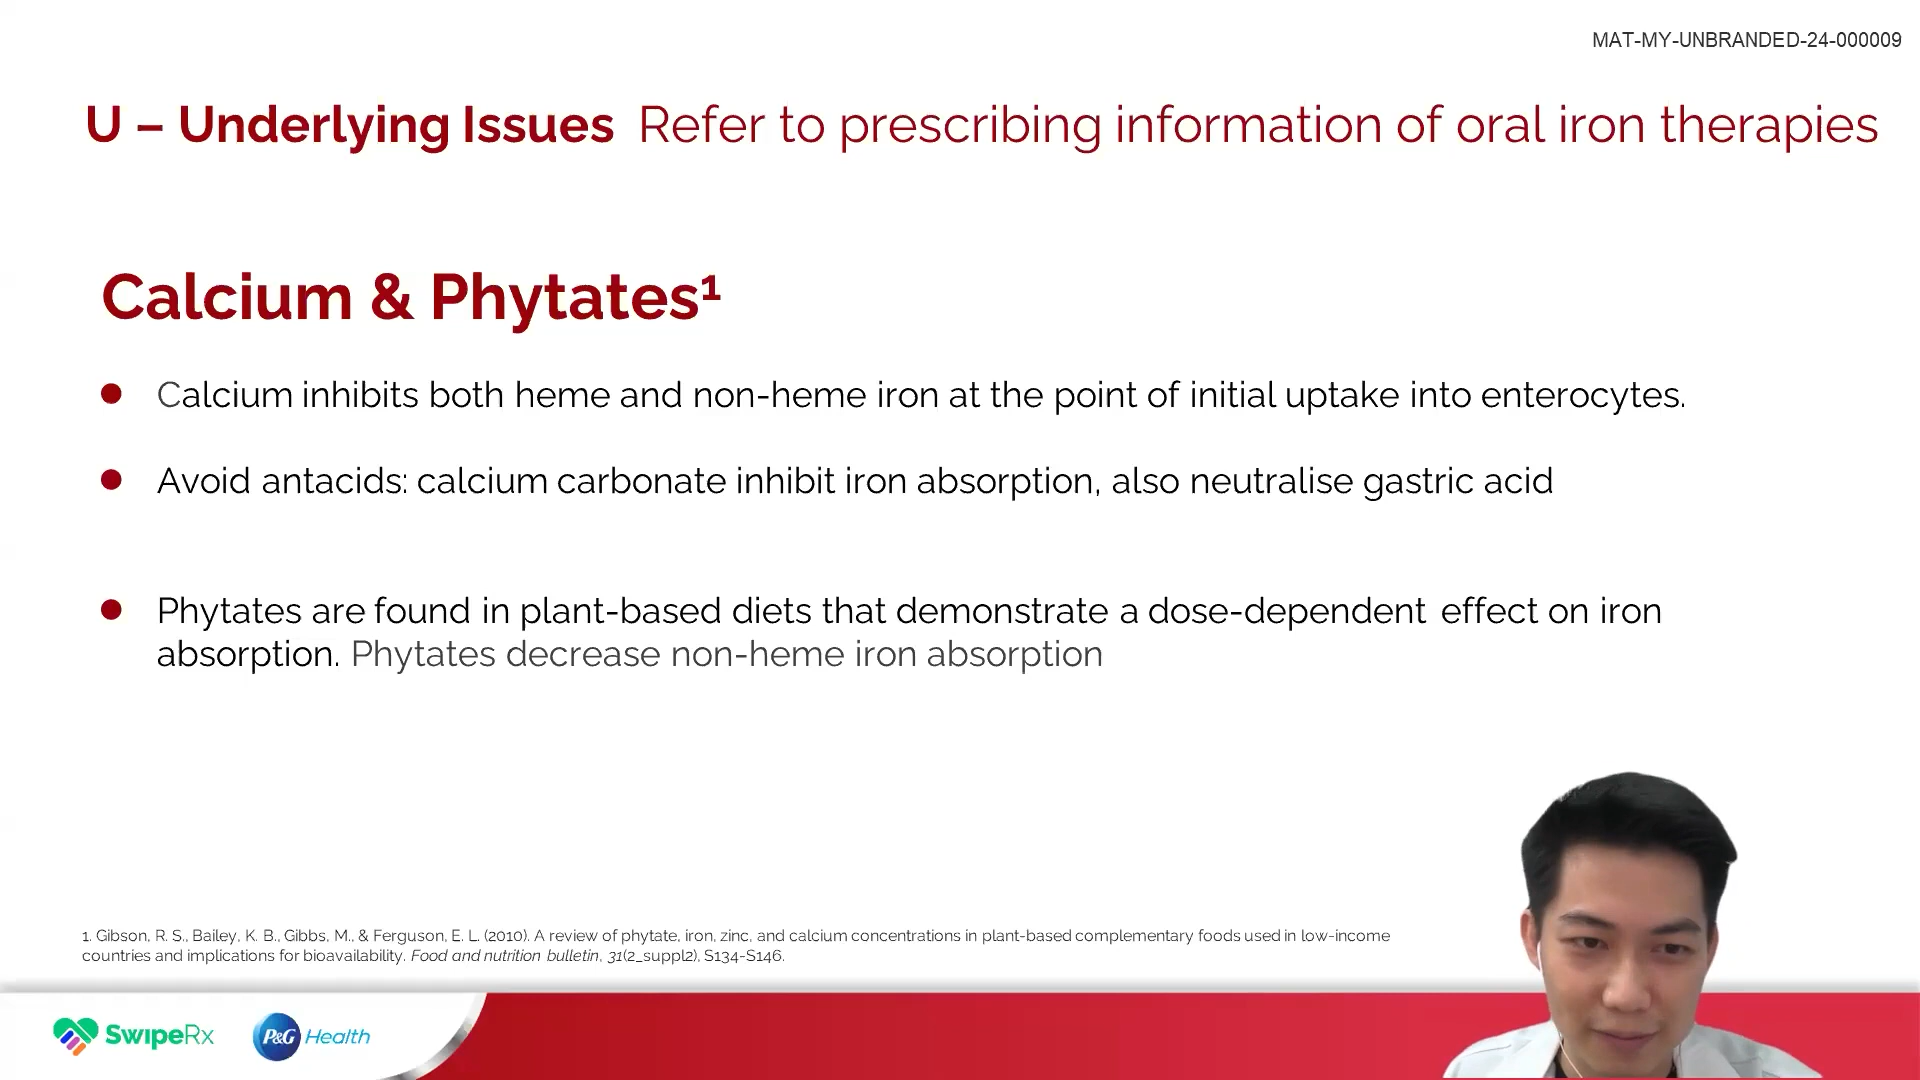 MAT-MY-UNBRANDED-24-000009
U – Underlying Issues Refer to prescribing information of oral iron therapies
Calcium & Phytates¹
● Calcium inhibits both heme and non-heme iron at the point of initial uptake into enterocytes.
● Avoid antacids: calcium carbonate inhibit iron absorption, also neutralise gastric acid
● Phytates are found in plant-based diets that demonstrate a dose-dependent effect on iron
absorption. Phytates decrease non-heme iron absorption
1. Gibson, R. S., Bailey, K. B., Gibbs, M., & Ferguson, E. L. (2010). A review of phytate, iron, zinc, and calcium concentrations in plant-based complementary foods used in low-income
countries and implications for bioavailability. Food and nutrition bulletin, 31(2_suppl2), S134-S146.
SwipeRx P&G Health